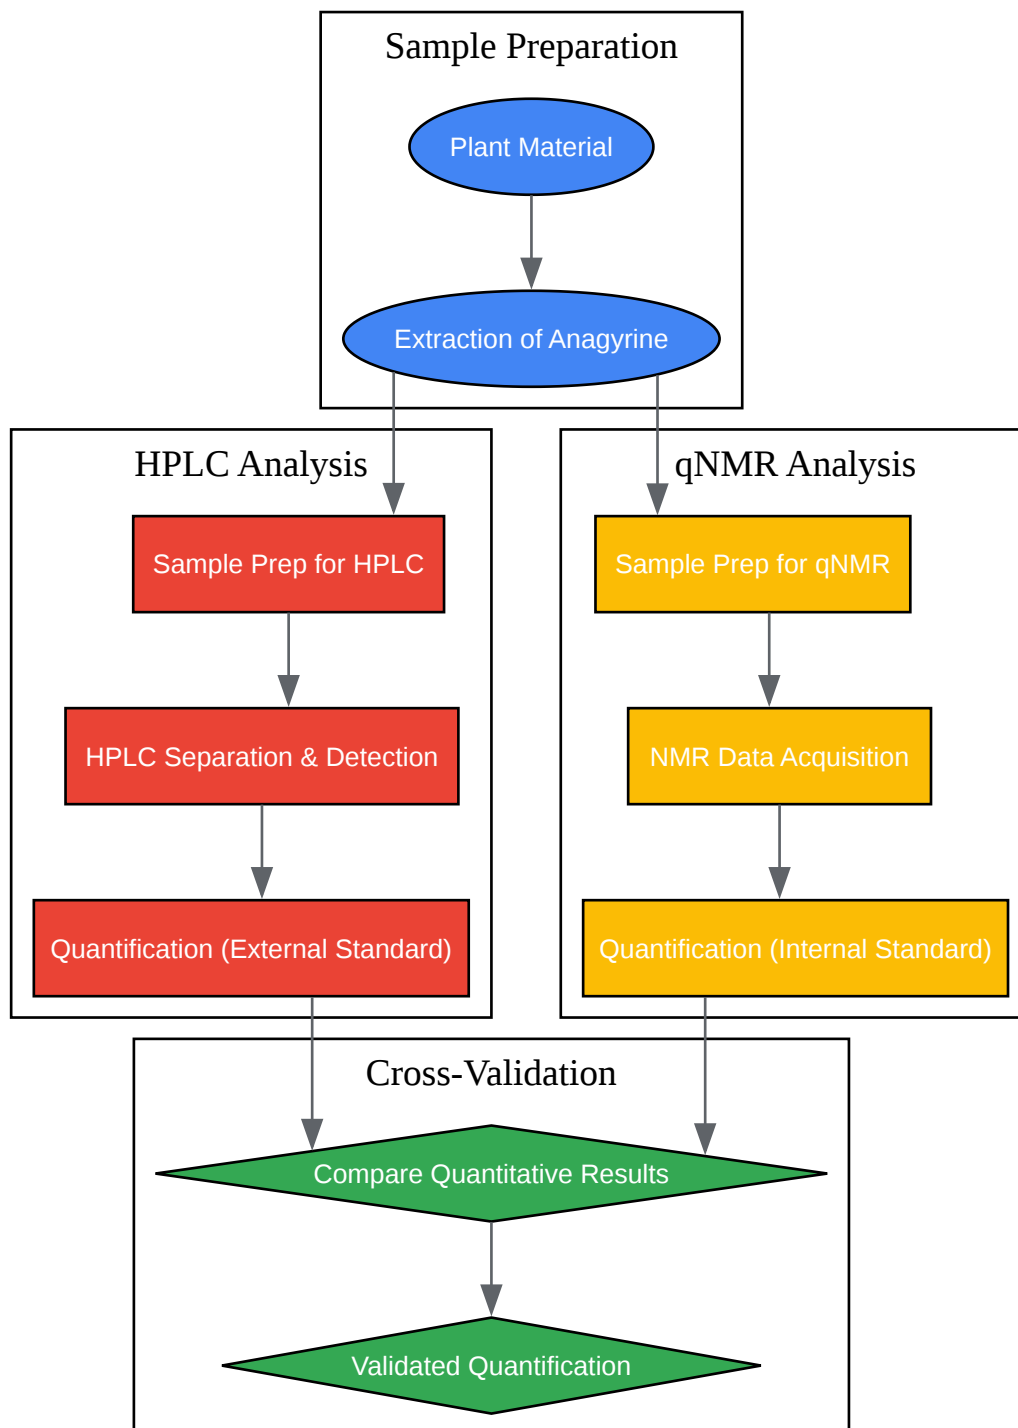 Sample Preparation
Plant Material
Extraction of Anagyrine
HPLC Analysis
Sample Prep for HPLC
HPLC Separation & Detection
Quantification (External Standard)
qNMR Analysis
Sample Prep for qNMR
NMR Data Acquisition
Quantification (Internal Standard)
Cross-Validation
Compare Quantitative Results
Validated Quantification